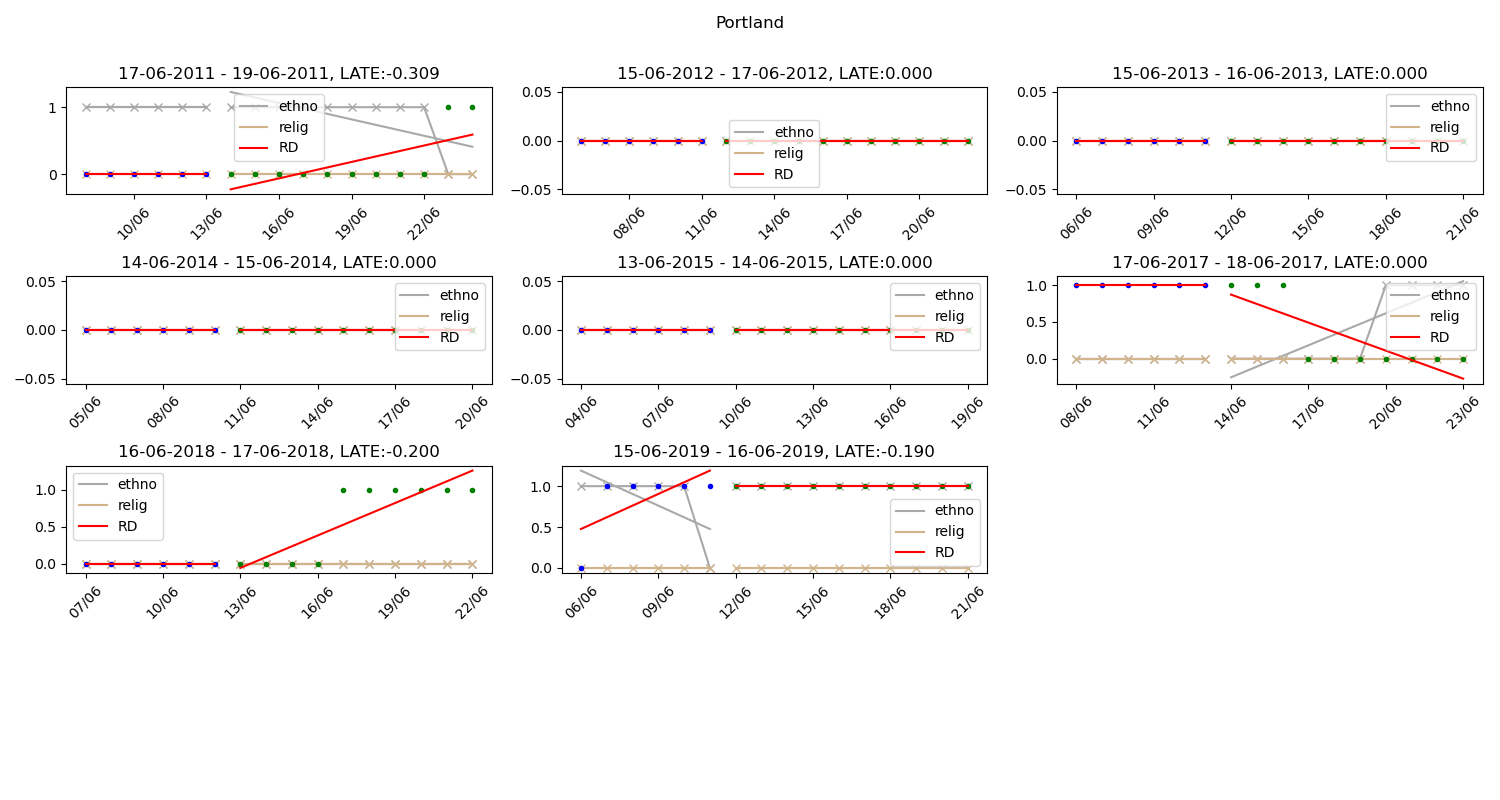 Portland
17-06-2011 - 19-06-2011, LATE:-0.309
1
0
ethno
relig
RD
10/06
13/06
16/06
19/06
22/06
15-06-2012 - 17-06-2012, LATE:0.000
0.05
0.00
−0.05
ethno
relig
RD
08/06
11/06
14/06
17/06
20/06
15-06-2013 - 16-06-2013, LATE:0.000
0.05
0.00
−0.05
ethno
relig
RD
06/06
09/06
12/06
15/06
18/06
21/06
14-06-2014 - 15-06-2014, LATE:0.000
0.05
0.00
−0.05
ethno
relig
RD
05/06
08/06
11/06
14/06
17/06
20/06
13-06-2015 - 14-06-2015, LATE:0.000
0.05
0.00
−0.05
ethno
relig
RD
04/06
07/06
10/06
13/06
16/06
19/06
17-06-2017 - 18-06-2017, LATE:0.000
1.0
0.5
0.0
ethno
relig
RD
08/06
11/06
14/06
17/06
20/06
23/06
16-06-2018 - 17-06-2018, LATE:-0.200
1.0
0.5
0.0
ethno
relig
RD
07/06
10/06
13/06
16/06
19/06
22/06
15-06-2019 - 16-06-2019, LATE:-0.190
1.0
0.5
0.0
ethno
relig
RD
06/06
09/06
12/06
15/06
18/06
21/06